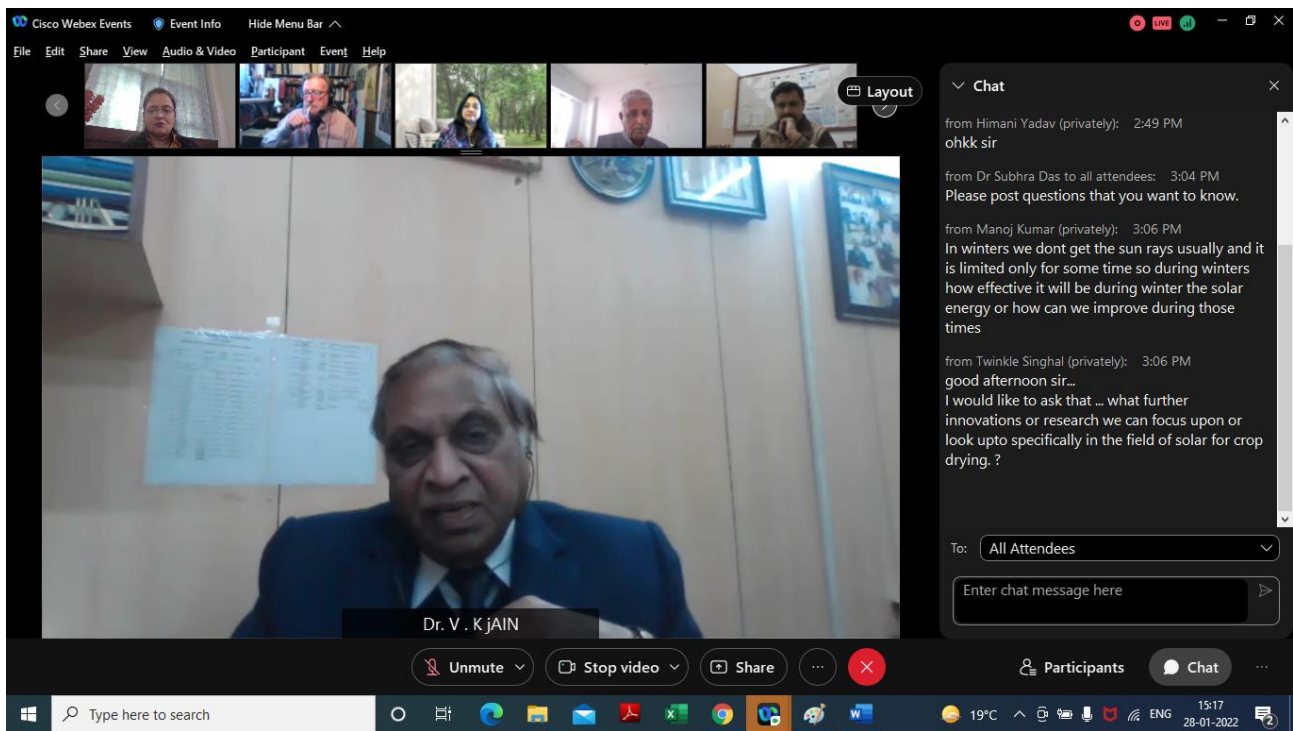 Cisco Webex Events Event Info Hide Menu Bar
LIVE
File Edit Share View Audio & Video Participant Event Help
Layout
Chat
from Himani Yadav (privately): 2:49 PM
ohkk sir
from Dr Subhra Das to all attendees: 3:04 PM
Please post questions that you want to know.
from Manoj Kumar (privately): 3:06 PM
In winters we dont get the sun rays usually and it
is limited only for some time so during winters
how effective it will be during winter the solar
energy or how can we improve during those
times
from Twinkle Singhal (privately): 3:06 PM
good afternoon sir...
I would like to ask that ... what further
innovations or research we can focus upon or
look upto specifically in the field of solar for crop
drying. ?
To: All Attendees
Enter chat message here
Dr. V . K jAIN
Unmute Stop video Share ... Participants Chat ...
Type here to search
19°C ENG 15:17
28-01-2022
2